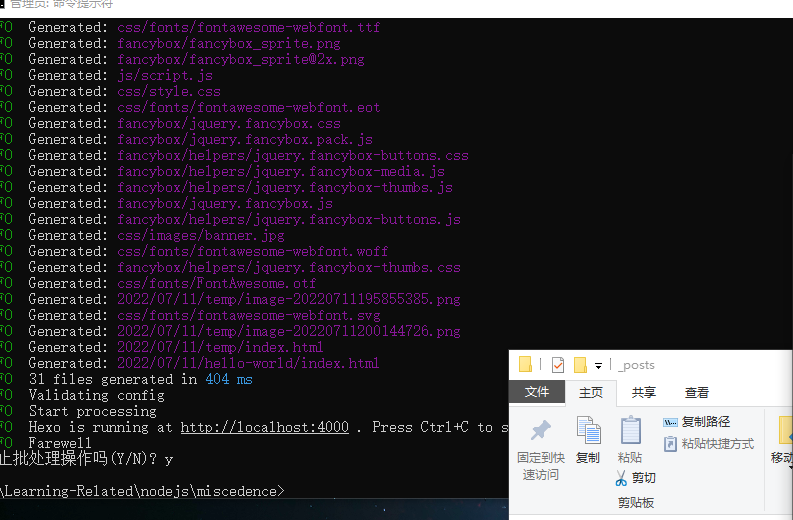 管理员: 命令提示符
FO Generated: css/fonts/fontawesome-webfont.ttf
FO Generated: fancybox/fancybox_sprite.png
FO Generated: fancybox/fancybox_sprite@2x.png
FO Generated: js/script.js
FO Generated: css/style.css
FO Generated: css/fonts/fontawesome-webfont.eot
FO Generated: fancybox/jquery.fancybox.css
FO Generated: fancybox/jquery.fancybox.pack.js
FO Generated: fancybox/helpers/jquery.fancybox-buttons.css
FO Generated: fancybox/helpers/jquery.fancybox-media.js
FO Generated: fancybox/helpers/jquery.fancybox-thumbs.js
FO Generated: fancybox/jquery.fancybox.js
FO Generated: fancybox/helpers/jquery.fancybox-buttons.js
FO Generated: css/images/banner.jpg
FO Generated: css/fonts/fontawesome-webfont.woff
FO Generated: fancybox/helpers/jquery.fancybox-thumbs.css
FO Generated: css/fonts/FontAwesome.otf
FO Generated: 2022/07/11/temp/image-20220711195855385.png
FO Generated: css/fonts/fontawesome-webfont.svg
FO Generated: 2022/07/11/temp/image-20220711200144726.png
FO Generated: 2022/07/11/temp/index.html
FO Generated: 2022/07/11/hello-world/index.html
FO 31 files generated in 404 ms
FO Validating config
FO Start processing
FO Hexo is running at http://localhost:4000 . Press Ctrl+C to s
FO Farewell
止批处理操作吗(Y/N)? y
\Learning-Related\nodejs\miscedence>
_posts
文件 主页 共享 查看
固定到快
速访问
复制
粘贴
复制路径
粘贴快捷方式
剪切
移动
剪贴板